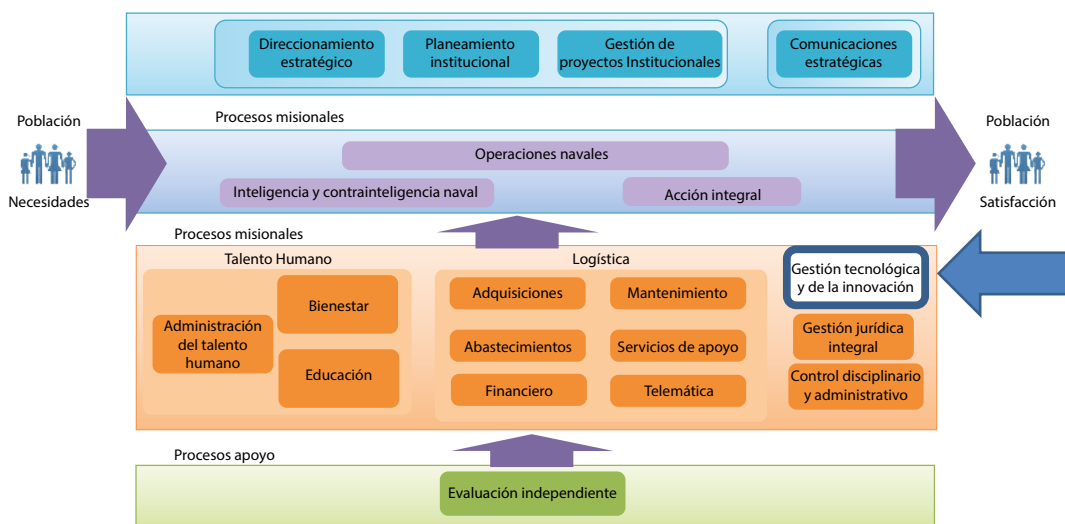 Direccionamiento
estratégico
Planeamiento
institucional
Gestión de
proyectos Institucionales
Comunicaciones
estratégicas
Procesos misionales
Población
Necesidades
Operaciones navales
Inteligencia y contrainteligencia naval
Acción integral
Población
Satisfacción
Procesos misionales
Talento Humano
Administración
del talento
humano
Bienestar
Educación
Logística
Adquisiciones
Mantenimiento
Abastecimientos
Servicios de apoyo
Financiero
Telemática
Gestión tecnológica
y de la innovación
Gestión jurídica
integral
Control disciplinario
y administrativo
Procesos apoyo
Evaluación independiente